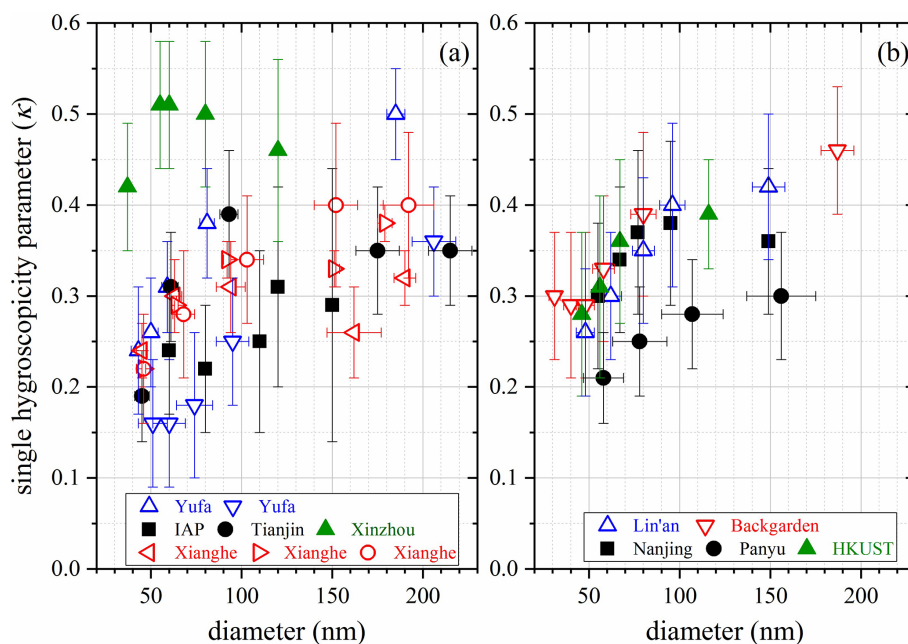 single hygroscopicity parameter (κ)
0.6
0.5
0.4
0.3
0.2
0.1
0.0
(a)
Yufa Yufa
IAP Tianjin Xinzhou
Xianghe Xianghe Xianghe
50 100 150 200
diameter (nm)
0.6
0.5
0.4
0.3
0.2
0.1
0.0
(b)
Lin'an Backgarden
Nanjing Panyu HKUST
50 100 150 200
diameter (nm)